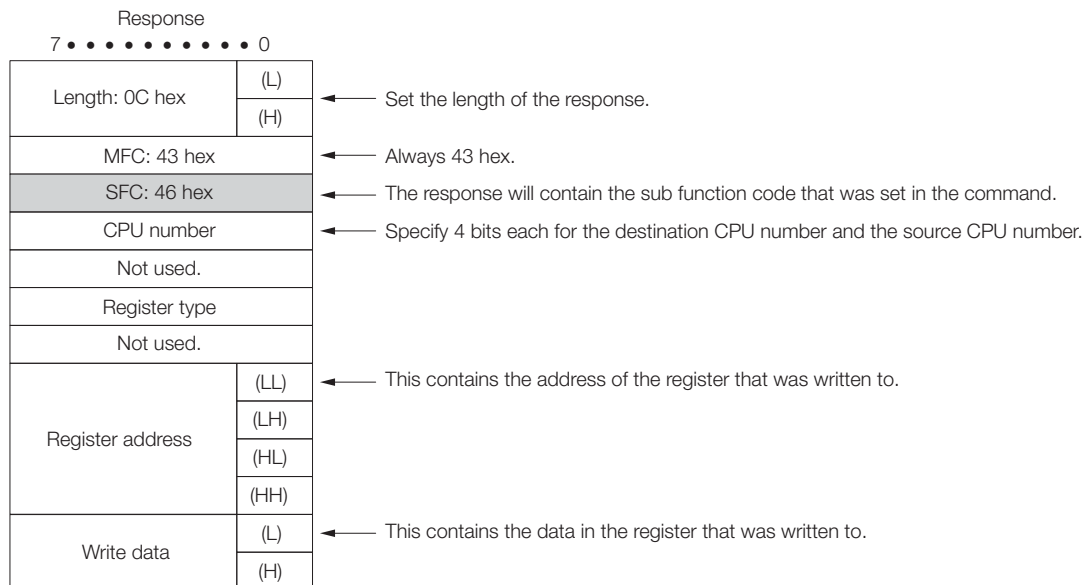 Response
7 • • • • • • • • • • 0
Length: 0C hex
(L)
Set the length of the response.
(H)
MFC: 43 hex
Always 43 hex.
SFC: 46 hex
The response will contain the sub function code that was set in the command.
CPU number
Specify 4 bits each for the destination CPU number and the source CPU number.
Not used.
Register type
Not used.
Register address
(LL)
This contains the address of the register that was written to.
(LH)
(HL)
(HH)
Write data
(L)
This contains the data in the register that was written to.
(H)